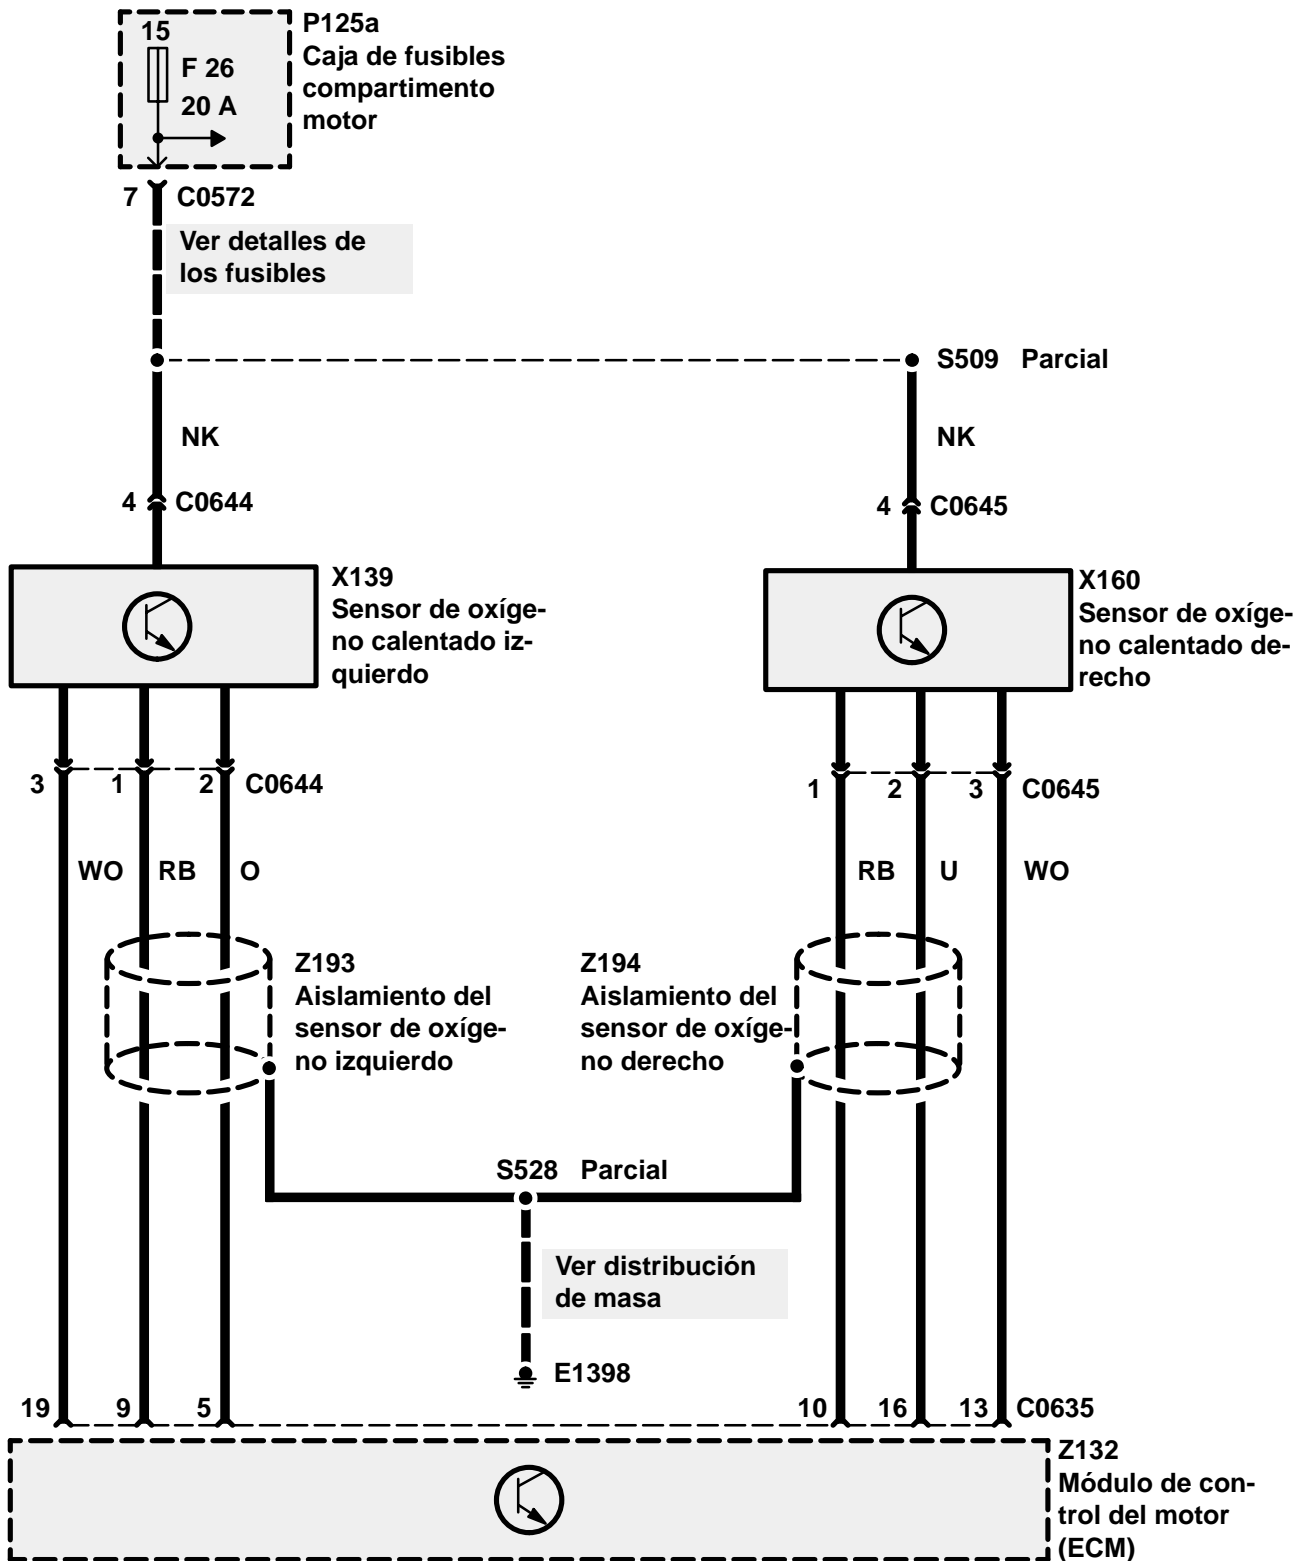 15
F 26
20 A
P125a
Caja de fusibles
compartimento
motor
7 C0572
Ver detalles de
los fusibles
S509 Parcial
NK
NK
4 C0644
4 C0645
X139
Sensor de oxíge-
no calentado iz-
quierdo
X160
Sensor de oxíge-
no calentado de-
recho
3 1 2 C0644
1 2 3 C0645
WO RB O
RB U WO
Z193
Aislamiento del
sensor de oxíge-
no izquierdo
Z194
Aislamiento del
sensor de oxíge-
no derecho
S528 Parcial
Ver distribución
de masa
E1398
19 9 5 10 16 13 C0635
Z132
Módulo de con-
trol del motor
(ECM)